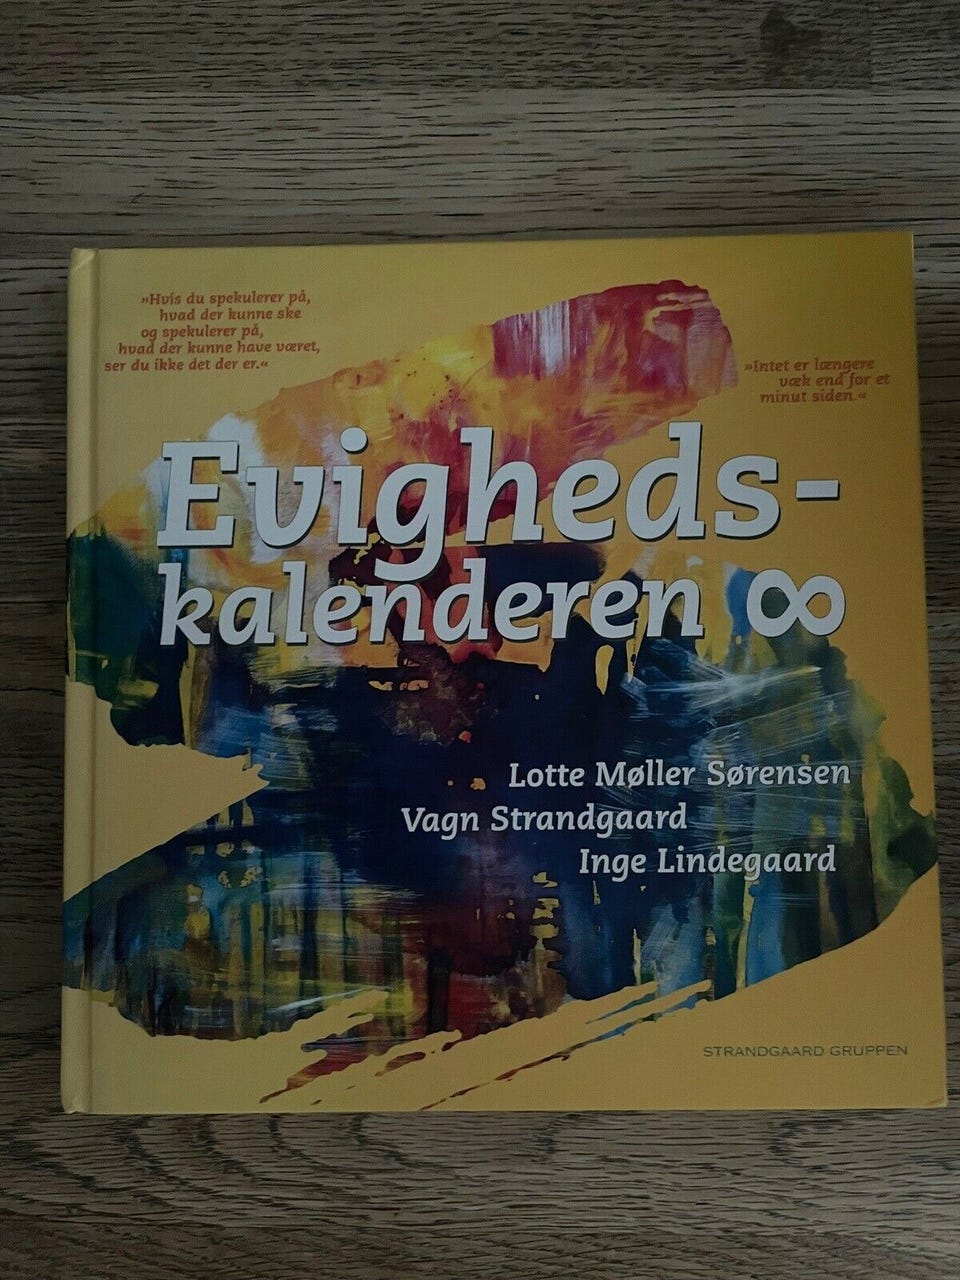 »Hvis du spekulerer på,
hvad der kunne ske
og spekulerer på,
hvad der kunne have været,
ser du ikke det der er.«
»Intet er længere
væk end for et
minut siden.«
Evigheds-
kalenderen ∞
Lotte Møller Sørensen
Vagn Strandgaard
Inge Lindegaard
STRANDGAARD GRUPPEN